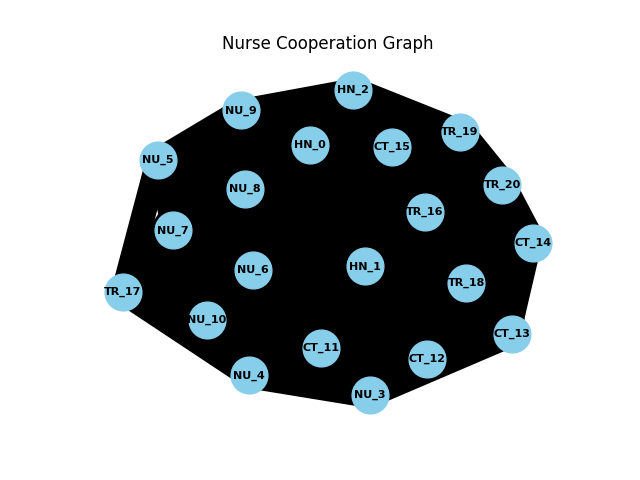 Nurse Cooperation Graph
HN_2
NU_9
TR_19
HN_0
CT_15
NU_5
TR_20
NU_8
TR_16
NU_7
CT_14
HN_1
NU_6
TR_18
TR_17
NU_10
CT_13
CT_11
CT_12
NU_4
NU_3